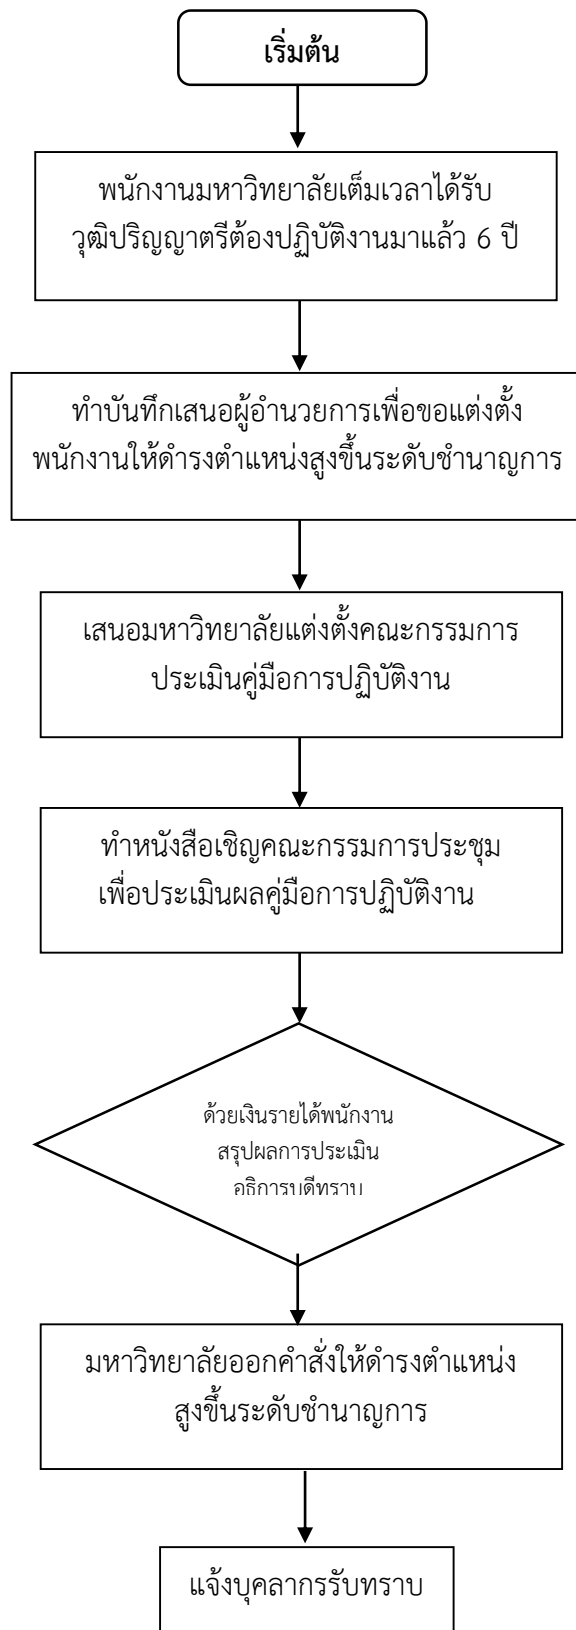 เริ่มต้น
พนักงานมหาวิทยาลัยเต็มเวลาได้รับ
วุฒิปริญญาตรีต้องปฏิบัติงานมาแล้ว 6 ปี
ทำบันทึกเสนอผู้อำนวยการเพื่อขอแต่งตั้ง
พนักงานให้ดำรงตำแหน่งสูงขึ้นระดับชำนาญการ
เสนอมหาวิทยาลัยแต่งตั้งคณะกรรมการ
ประเมินคู่มือการปฏิบัติงาน
ทำหนังสือเชิญคณะกรรมการประชุม
เพื่อประเมินผลคู่มือการปฏิบัติงาน
ด้วยเงินรายได้พนักงาน
สรุปผลการประเมิน
อธิการบดีทราบ
มหาวิทยาลัยออกคำสั่งให้ดำรงตำแหน่ง
สูงขึ้นระดับชำนาญการ
แจ้งบุคลากรรับทราบ